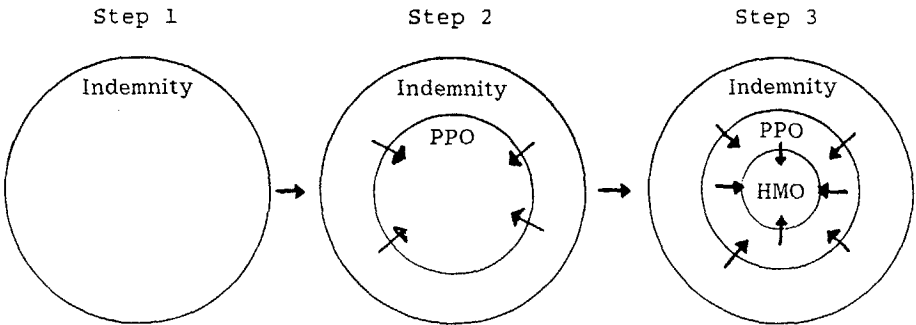 Step 1 Step 2 Step 3
Indemnity Indemnity Indemnity
PPO PPO
HMO